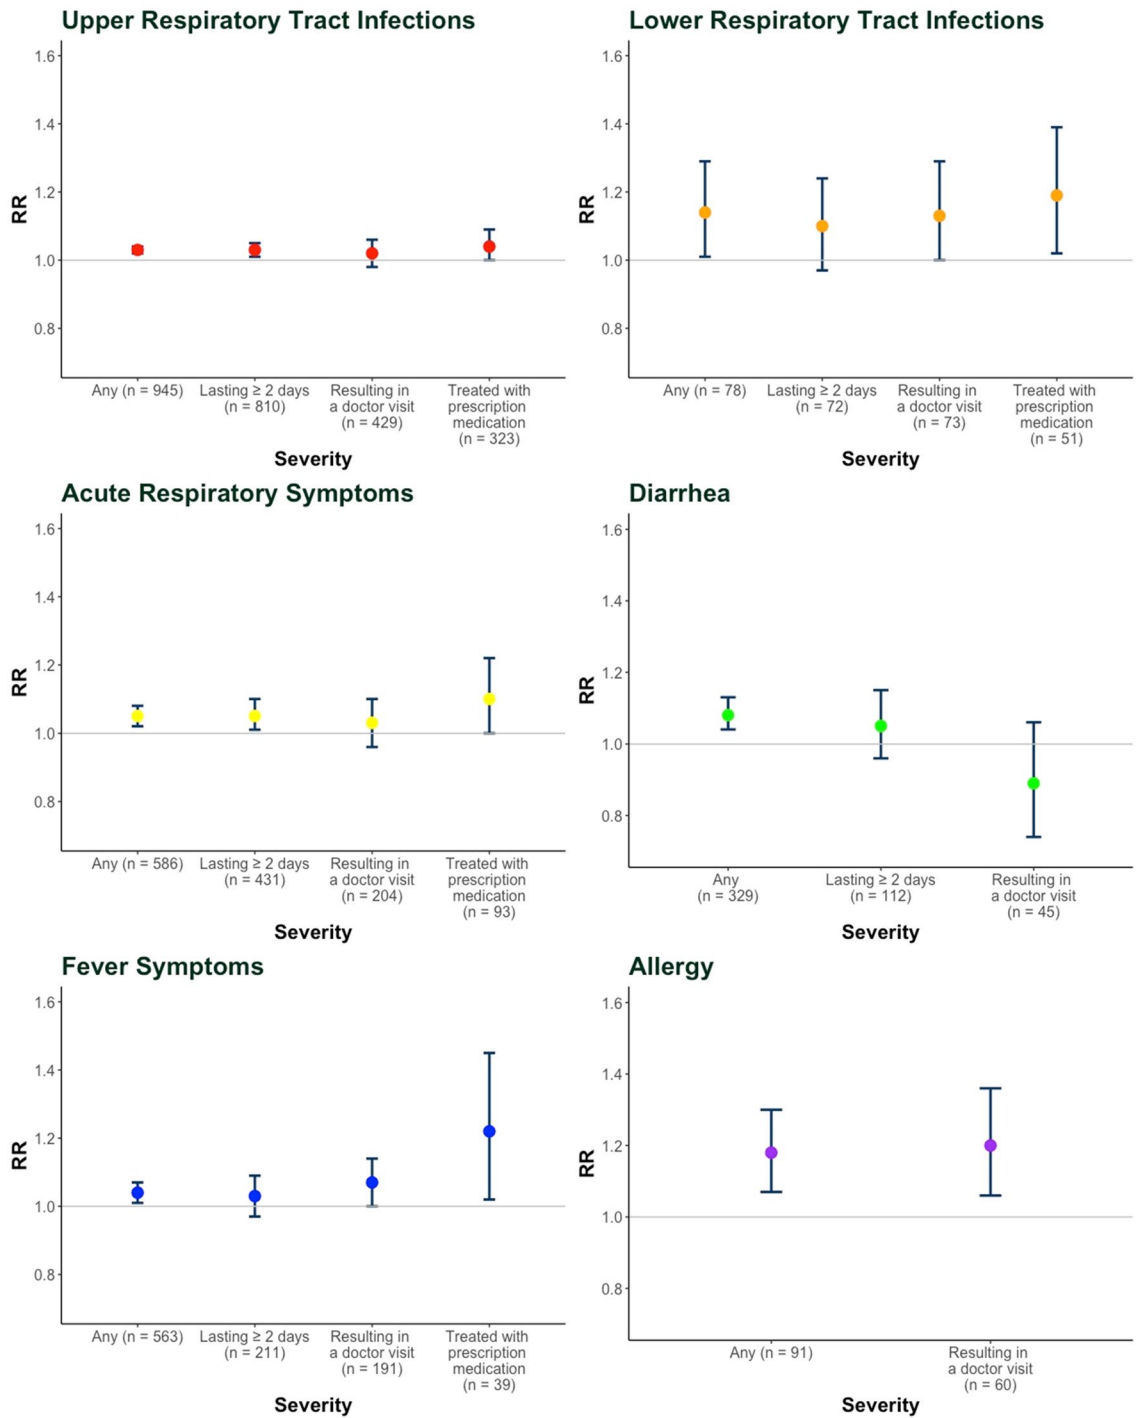 Upper Respiratory Tract Infections
1.6
1.4
1.2
1.0
0.8
RR
Any (n = 945)
Lasting ≥ 2 days
(n = 810)
Resulting in
a doctor visit
(n = 429)
Treated with
prescription
medication
(n = 323)
Severity
Lower Respiratory Tract Infections
1.6
1.4
1.2
1.0
0.8
RR
Any (n = 78)
Lasting ≥ 2 days
(n = 72)
Resulting in
a doctor visit
(n = 73)
Treated with
prescription
medication
(n = 51)
Severity
Acute Respiratory Symptoms
1.6
1.4
1.2
1.0
0.8
RR
Any (n = 586)
Lasting ≥ 2 days
(n = 431)
Resulting in
a doctor visit
(n = 204)
Treated with
prescription
medication
(n = 93)
Severity
Diarrhea
1.6
1.4
1.2
1.0
0.8
RR
Any
(n = 329)
Lasting ≥ 2 days
(n = 112)
Resulting in
a doctor visit
(n = 45)
Severity
Fever Symptoms
1.6
1.4
1.2
1.0
0.8
RR
Any (n = 563)
Lasting ≥ 2 days
(n = 211)
Resulting in
a doctor visit
(n = 191)
Treated with
prescription
medication
(n = 39)
Severity
Allergy
1.6
1.4
1.2
1.0
0.8
RR
Any (n = 91)
Resulting in
a doctor visit
(n = 60)
Severity